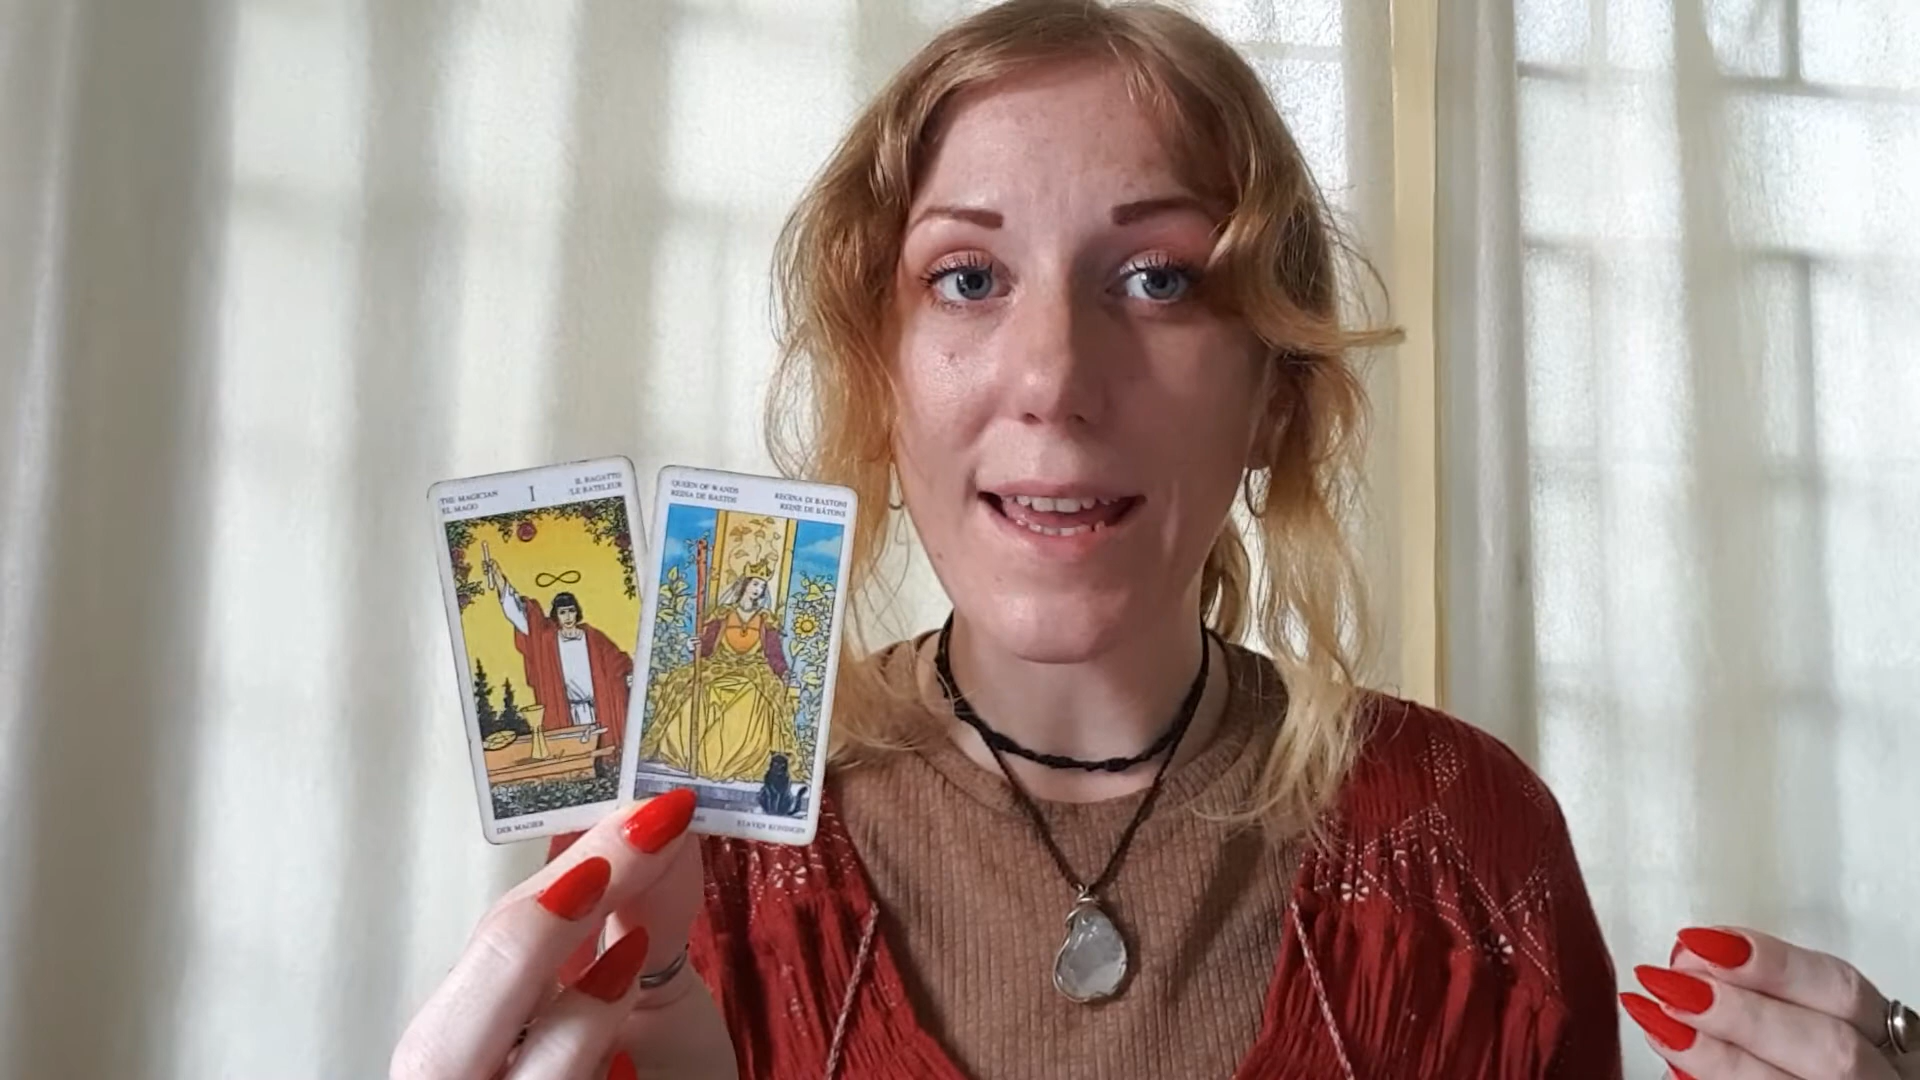 THE MAGICIAN
EL MAGO
I
IL BAGATTO
LE BATELEUR
DER MAGIER
QUEEN OF WANDS
REINA DE BASTOS
REGINA DI BASTONI
REINE DE BÂTONS
STAVEN KONINGIN